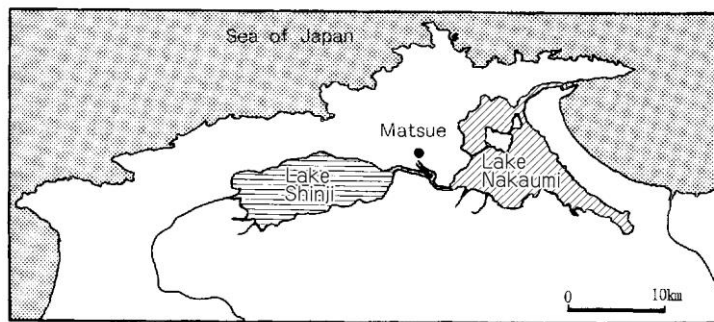 Sea of Japan
Matsue
Lake
Shinji
Lake
Nakaumi
0 10km